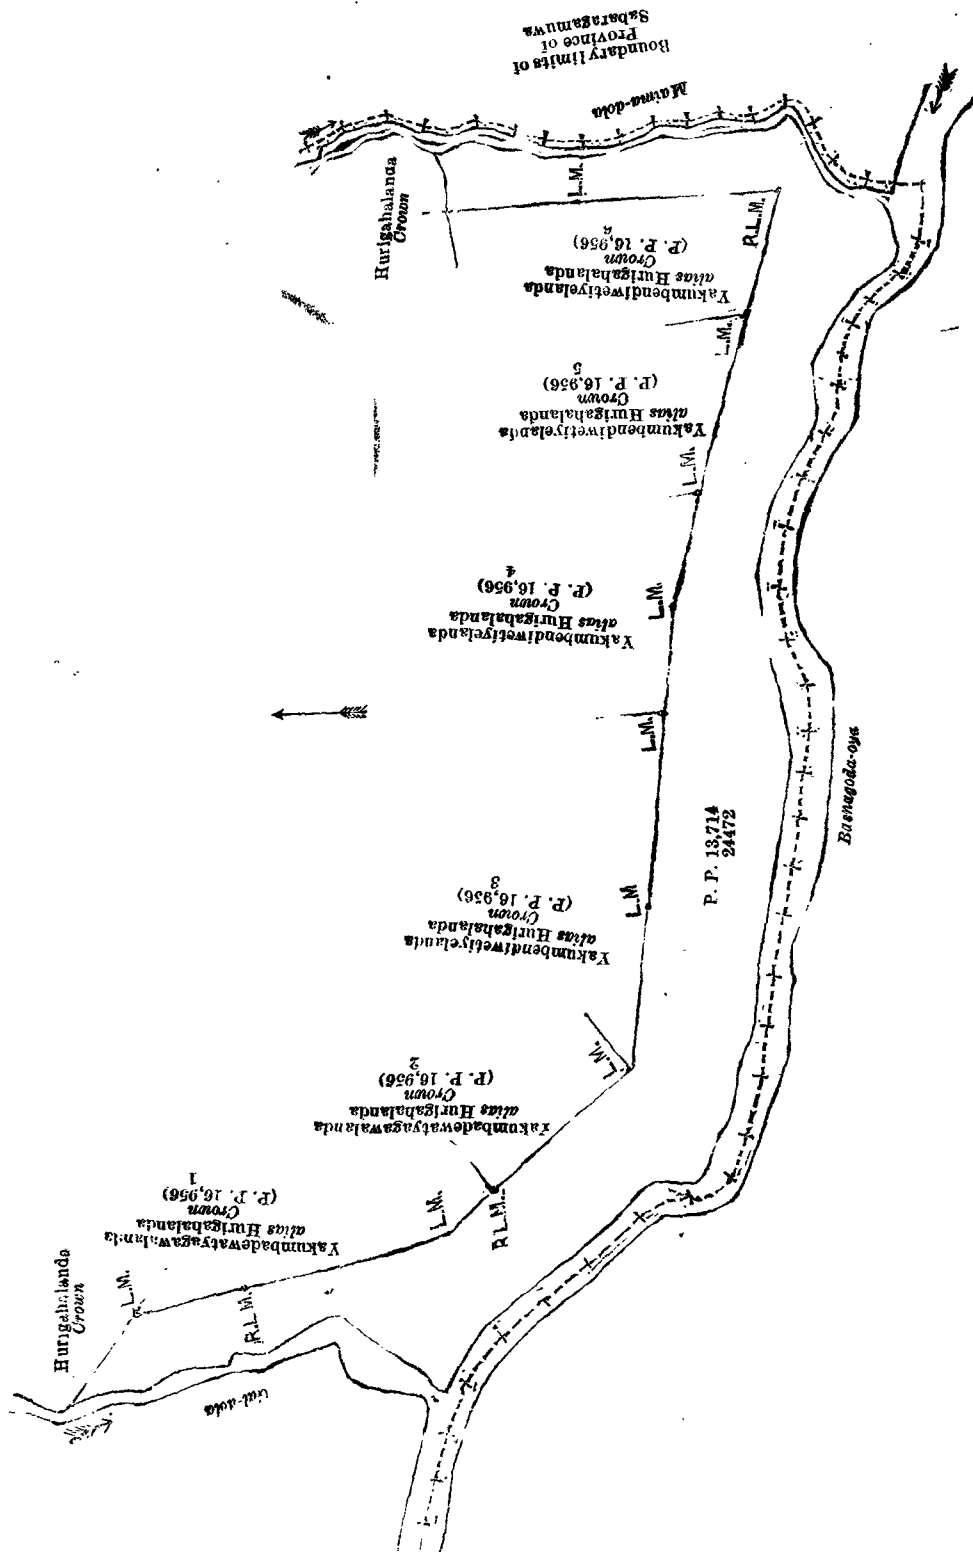 Boundary limits of
Province of
Sabaragamuwa
Maima-dola
Hurigahalanda
Crown
L.M.
R.L.M.
Yakumbendiwetiyelanda
alias Hurigahalanda
Crown
(P. P. 16,956)
L.M.
Yakumbendiwetiyelanda
alias Hurigahalanda
Crown
(P. P. 16,956)
5
L.M.
Yakumbendiwetiyelanda
alias Hurigahalanda
Crown
(P. P. 16,956)
4
L.M.
L.M.
Yakumbendiwetiyelanda
alias Hurigahalanda
Crown
(P. P. 16,956)
3
L.M
P. P. 13,714
24472
Basnagoda-oya
L.M.
Yakumbadewatyagawalanda
alias Hurigahalanda
Crown
(P. P. 16,956)
2
R.L.M.
L.M.
Yakumbadewatyagawalanda
alias Hurigahalanda
Crown
(P. P. 16,956)
1
Hurigahalanda
Crown
L.M.
R.L.M.
Gal-dola